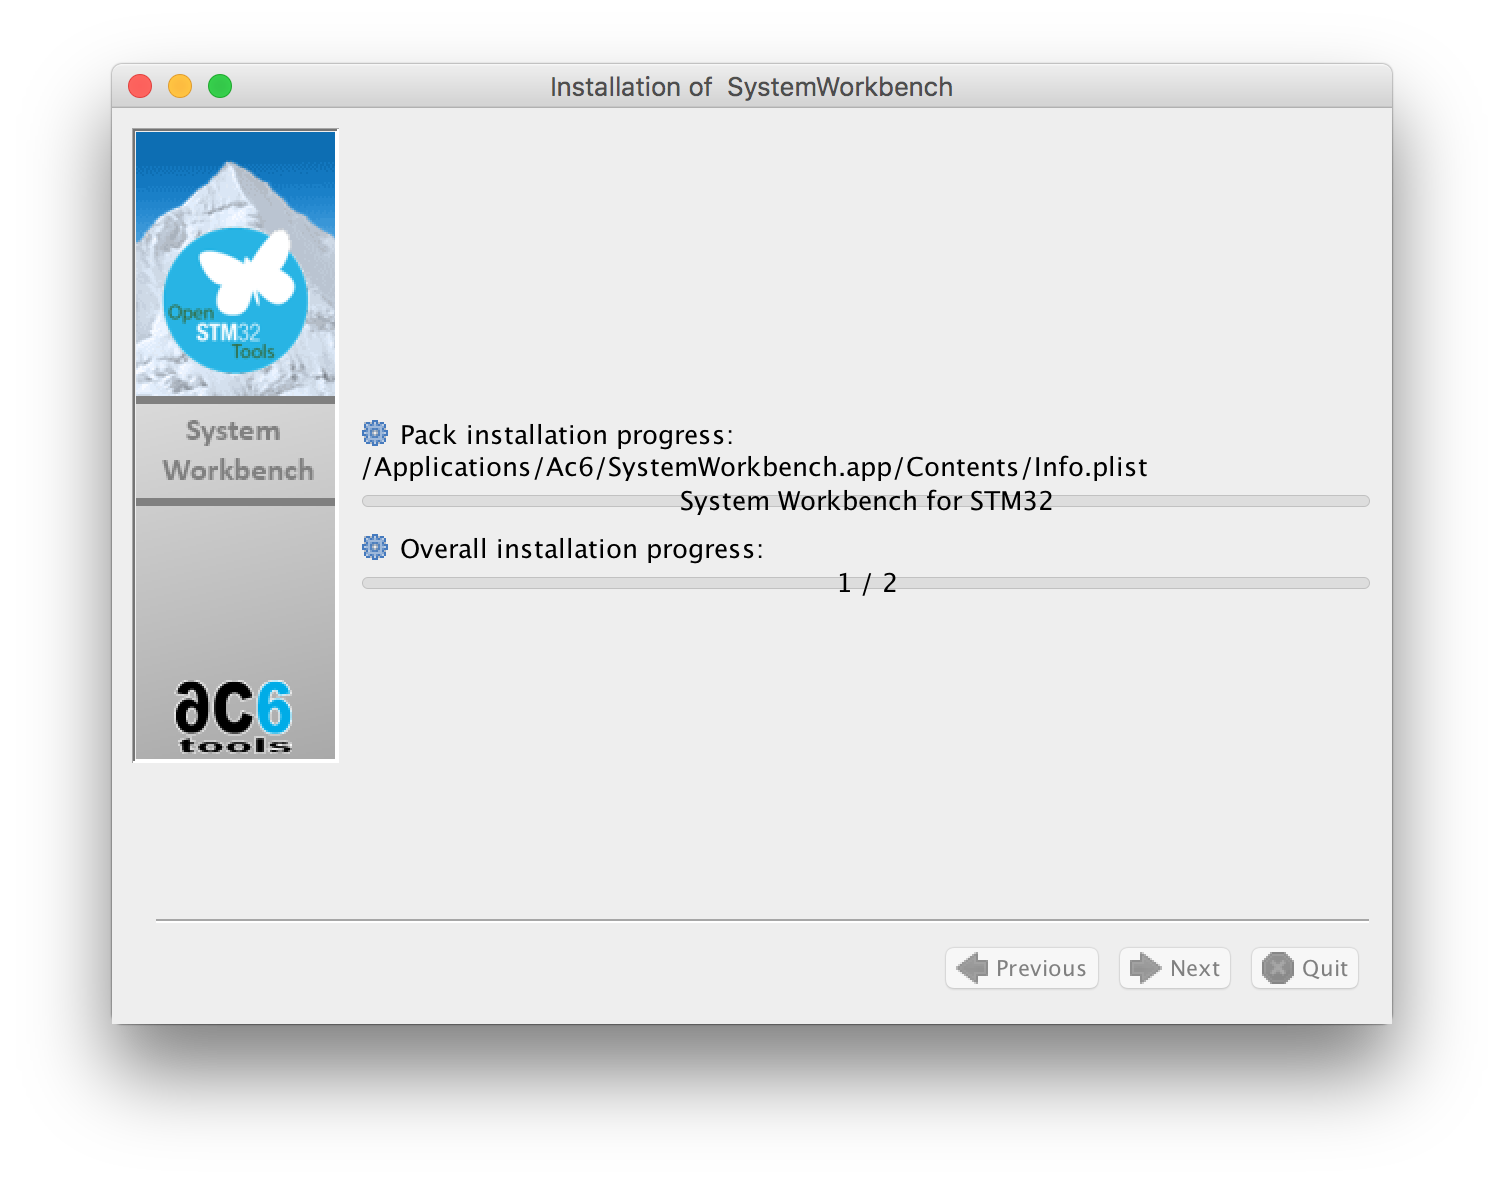 Installation of  SystemWorkbench
Open
STM32
Tools
System
Workbench
ac6
tools
Pack installation progress:
/Applications/Ac6/SystemWorkbench.app/Contents/Info.plist
System Workbench for STM32
Overall installation progress:
1 / 2
Previous
Next
Quit